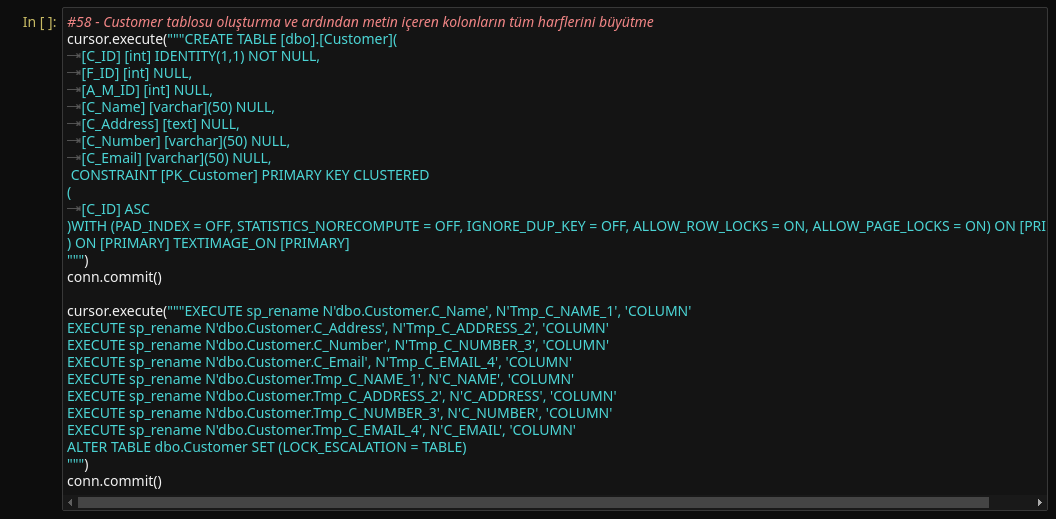 In [ ]:
#58 - Customer tablosu oluşturma ve ardından metin içeren kolonların tüm harflerini büyütme
cursor.execute("""CREATE TABLE [dbo].[Customer](
[C_ID] [int] IDENTITY(1,1) NOT NULL,
[F_ID] [int] NULL,
[A_M_ID] [int] NULL,
[C_Name] [varchar](50) NULL,
[C_Address] [text] NULL,
[C_Number] [varchar](50) NULL,
[C_Email] [varchar](50) NULL,
CONSTRAINT [PK_Customer] PRIMARY KEY CLUSTERED
(
[C_ID] ASC
)WITH (PAD_INDEX = OFF, STATISTICS_NORECOMPUTE = OFF, IGNORE_DUP_KEY = OFF, ALLOW_ROW_LOCKS = ON, ALLOW_PAGE_LOCKS = ON) ON [PRI
) ON [PRIMARY] TEXTIMAGE_ON [PRIMARY]
""")
conn.commit()
cursor.execute("""EXECUTE sp_rename N'dbo.Customer.C_Name', N'Tmp_C_NAME_1', 'COLUMN'
EXECUTE sp_rename N'dbo.Customer.C_Address', N'Tmp_C_ADDRESS_2', 'COLUMN'
EXECUTE sp_rename N'dbo.Customer.C_Number', N'Tmp_C_NUMBER_3', 'COLUMN'
EXECUTE sp_rename N'dbo.Customer.C_Email', N'Tmp_C_EMAIL_4', 'COLUMN'
EXECUTE sp_rename N'dbo.Customer.Tmp_C_NAME_1', N'C_NAME', 'COLUMN'
EXECUTE sp_rename N'dbo.Customer.Tmp_C_ADDRESS_2', N'C_ADDRESS', 'COLUMN'
EXECUTE sp_rename N'dbo.Customer.Tmp_C_NUMBER_3', N'C_NUMBER', 'COLUMN'
EXECUTE sp_rename N'dbo.Customer.Tmp_C_EMAIL_4', N'C_EMAIL', 'COLUMN'
ALTER TABLE dbo.Customer SET (LOCK_ESCALATION = TABLE)
""")
conn.commit()